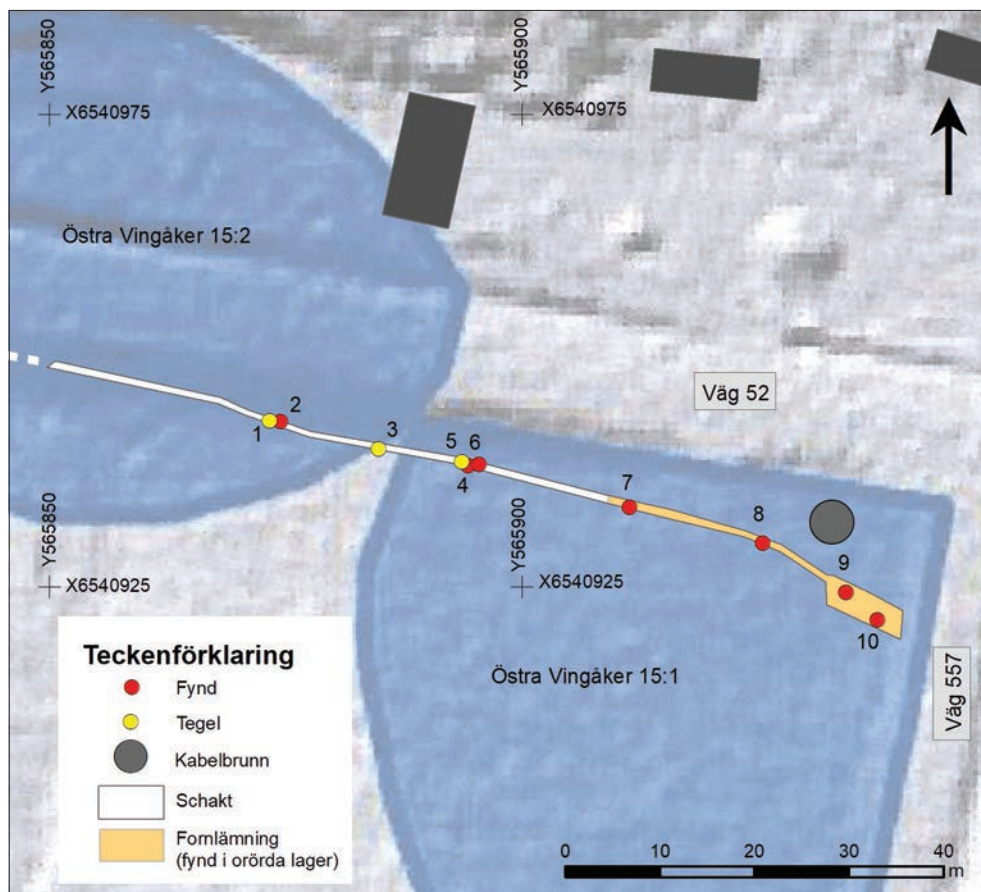 Y565850
Y565900
X6540975
X6540975
Östra Vingåker 15:2
Väg 52
2
1
3
5 6
4
7
8
Y565850
Y565900
X6540925
X6540925
9
10
Östra Vingåker 15:1
Väg 557
Teckenförklaring
Fynd
Tegel
Kabelbrunn
Schakt
Fornlämning
(fynd i orörda lager)
0 10 20 30 40
m